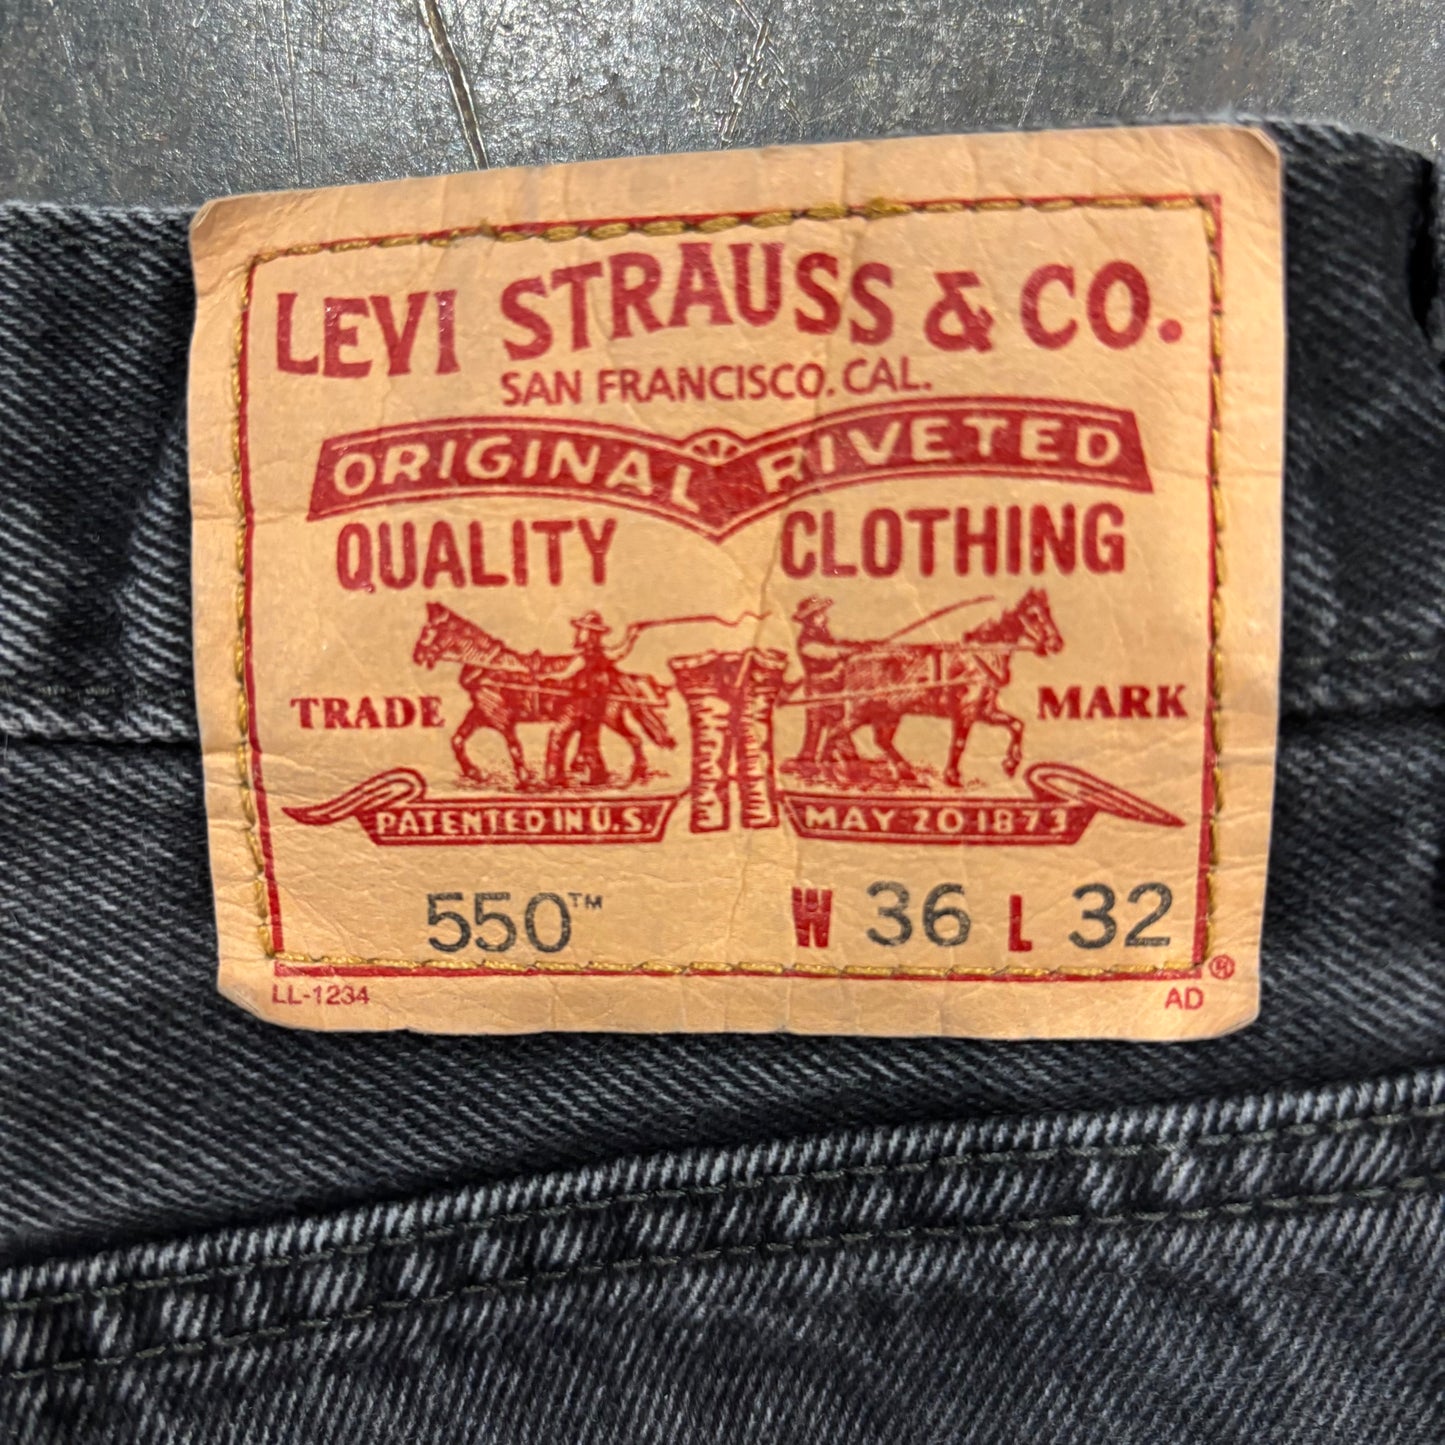 LEVI STRAUSS & CO.
SAN FRANCISCO. CAL.
ORIGINAL RIVETED
QUALITY CLOTHING
TRADE MARK
PATENTED IN U.S. MAY 20 1873
550™ W 36 L 32
®
LL-1234 AD